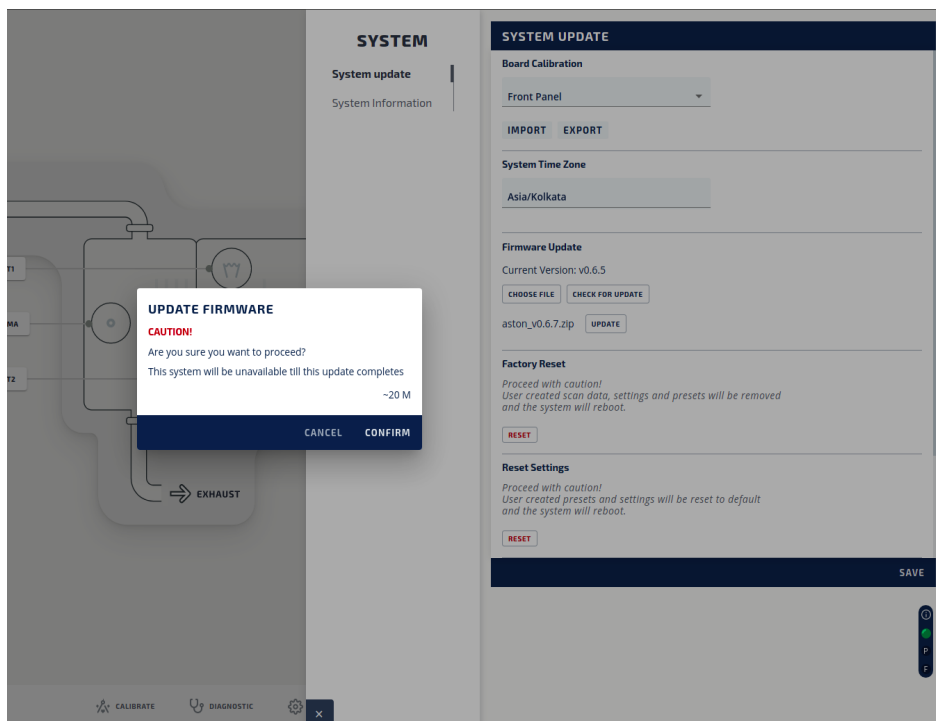 SYSTEM
System update
System Information
SYSTEM UPDATE
Board Calibration
Front Panel
IMPORT EXPORT
System Time Zone
Asia/Kolkata
Firmware Update
Current Version: v0.6.5
CHOOSE FILE CHECK FOR UPDATE
aston_v0.6.7.zip UPDATE
Factory Reset
Proceed with caution!
User created scan data, settings and presets will be removed
and the system will reboot.
RESET
Reset Settings
Proceed with caution!
User created presets and settings will be reset to default
and the system will reboot.
RESET
SAVE
T1
MA
T2
UPDATE FIRMWARE
CAUTION!
Are you sure you want to proceed?
This system will be unavailable till this update completes
~20 M
CANCEL CONFIRM
EXHAUST
P
F
CALIBRATE DIAGNOSTIC